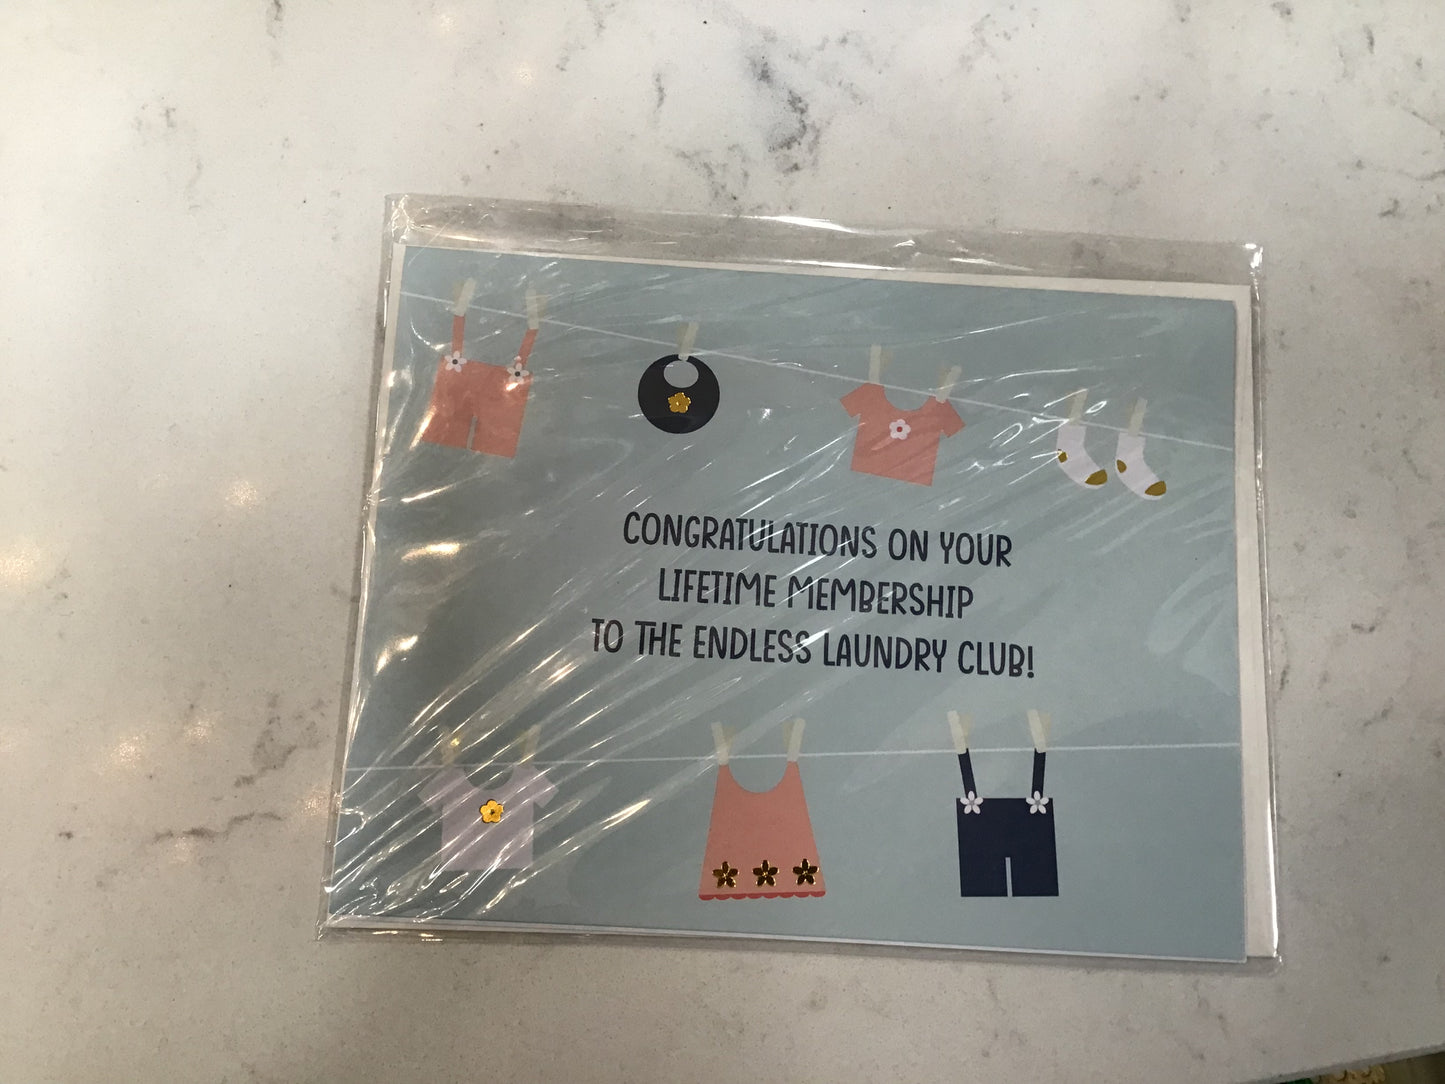 CONGRATULATIONS ON YOUR
LIFETIME MEMBERSHIP
TO THE ENDLESS LAUNDRY CLUB!